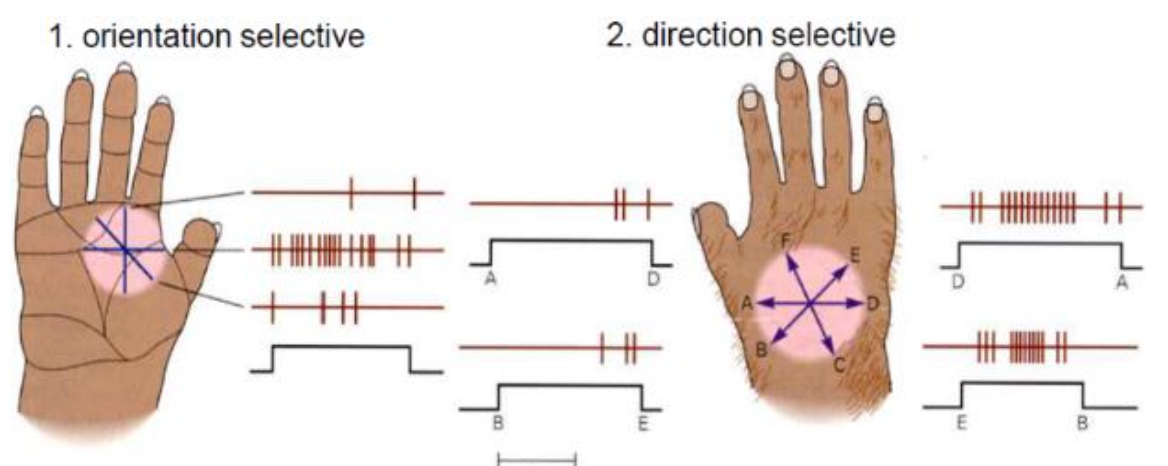 1. orientation selective
2. direction selective
A D
D A
F
E
A D
B
C
B E
E B